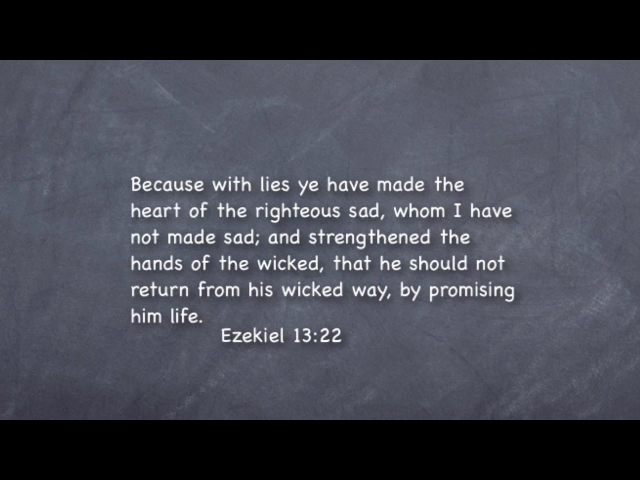 Because with lies ye have made the
heart of the righteous sad, whom I have
not made sad; and strengthened the
hands of the wicked, that he should not
return from his wicked way, by promising
him life.
Ezekiel 13:22